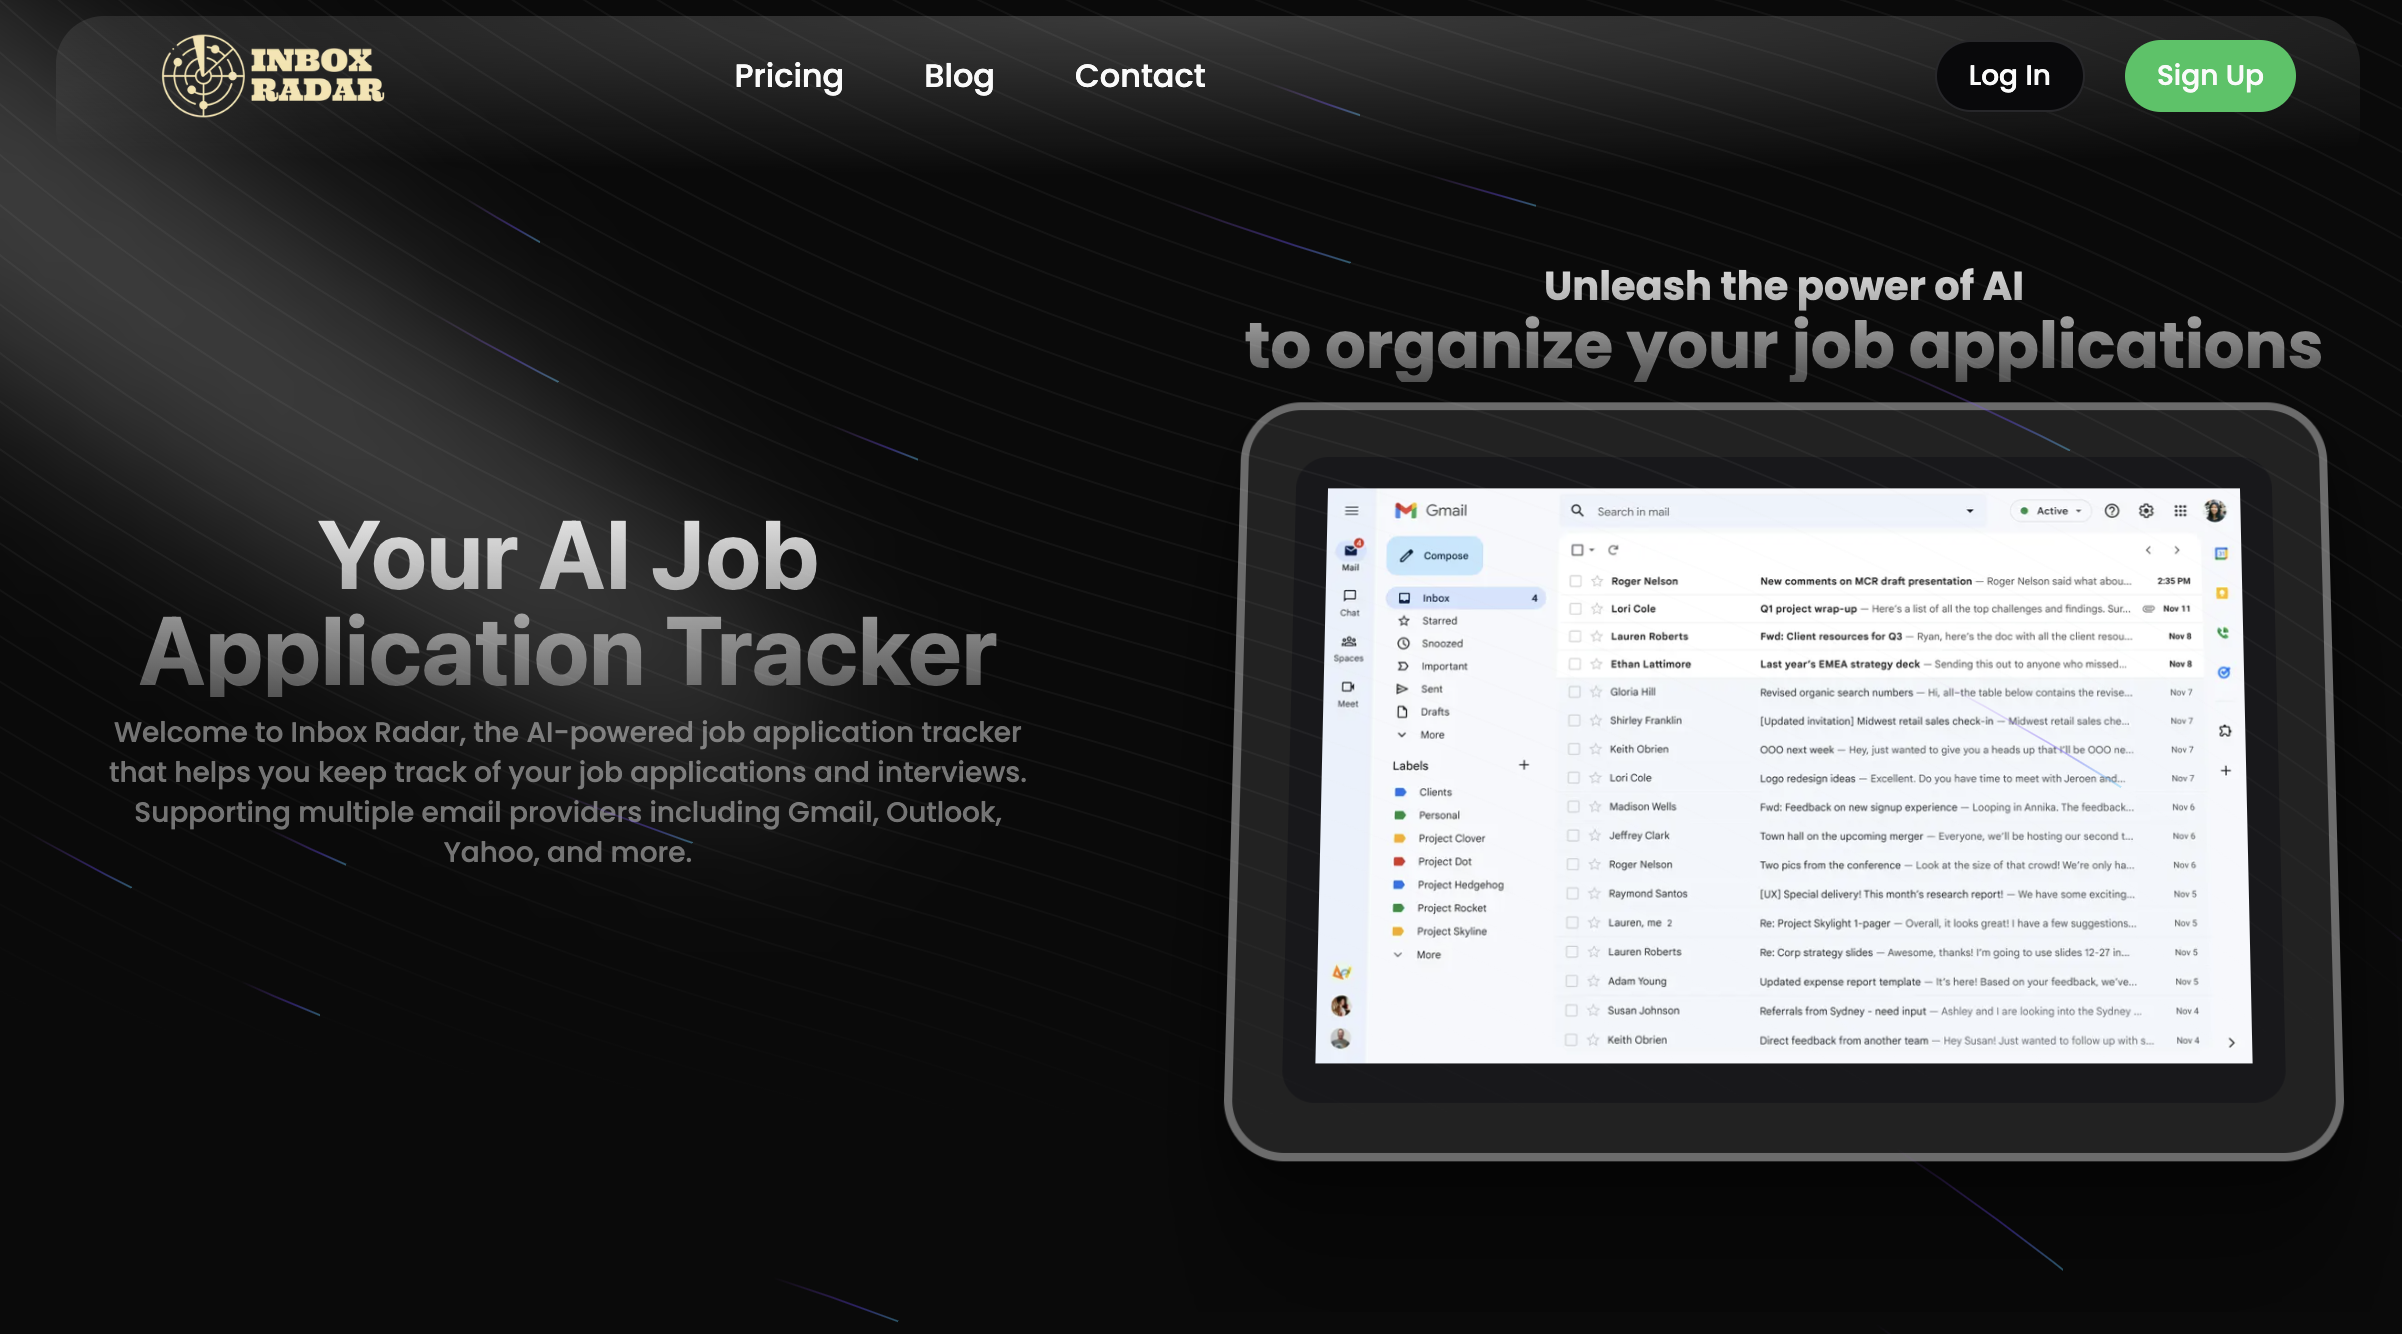 INBOX
RADAR
Pricing
Blog
Contact
Log In
Sign Up
Your AI Job
Application Tracker
Welcome to Inbox Radar, the AI-powered job application tracker
that helps you keep track of your job applications and interviews.
Supporting multiple email providers including Gmail, Outlook,
Yahoo, and more.
Unleash the power of AI
to organize your job applications
Gmail
Search in mail
Active
4
Mail
Chat
Spaces
Meet
Compose
Inbox 4
Starred
Snoozed
Important
Sent
Drafts
More
Labels
Clients
Personal
Project Clover
Project Dot
Project Hedgehog
Project Rocket
Project Skyline
More
Roger Nelson New comments on MCR draft presentation — Roger Nelson said what abou... 2:35 PM
Lori Cole Q1 project wrap-up — Here's a list of all the top challenges and findings. Sur... Nov 11
Lauren Roberts Fwd: Client resources for Q3 — Ryan, here's the doc with all the client resou... Nov 8
Ethan Lattimore Last year's EMEA strategy deck — Sending this out to anyone who missed... Nov 8
Gloria Hill Revised organic search numbers — Hi, all–the table below contains the revise... Nov 7
Shirley Franklin [Updated invitation] Midwest retail sales check-in — Midwest retail sales che... Nov 7
Keith Obrien OOO next week — Hey, just wanted to give you a heads up that I'll be OOO ne... Nov 7
Lori Cole Logo redesign ideas — Excellent. Do you have time to meet with Jeroen and... Nov 7
Madison Wells Fwd: Feedback on new signup experience — Looping in Annika. The feedback... Nov 6
Jeffrey Clark Town hall on the upcoming merger — Everyone, we'll be hosting our second t... Nov 6
Roger Nelson Two pics from the conference — Look at the size of that crowd! We're only ha... Nov 6
Raymond Santos [UX] Special delivery! This month's research report! — We have some exciting... Nov 5
Lauren, me 2 Re: Project Skylight 1-pager — Overall, it looks great! I have a few suggestions... Nov 5
Lauren Roberts Re: Corp strategy slides — Awesome, thanks! I'm going to use slides 12-27 in... Nov 5
Adam Young Updated expense report template — It's here! Based on your feedback, we've... Nov 5
Susan Johnson Referrals from Sydney - need input — Ashley and I are looking into the Sydney ... Nov 4
Keith Obrien Direct feedback from another team — Hey Susan! Just wanted to follow up with s... Nov 4